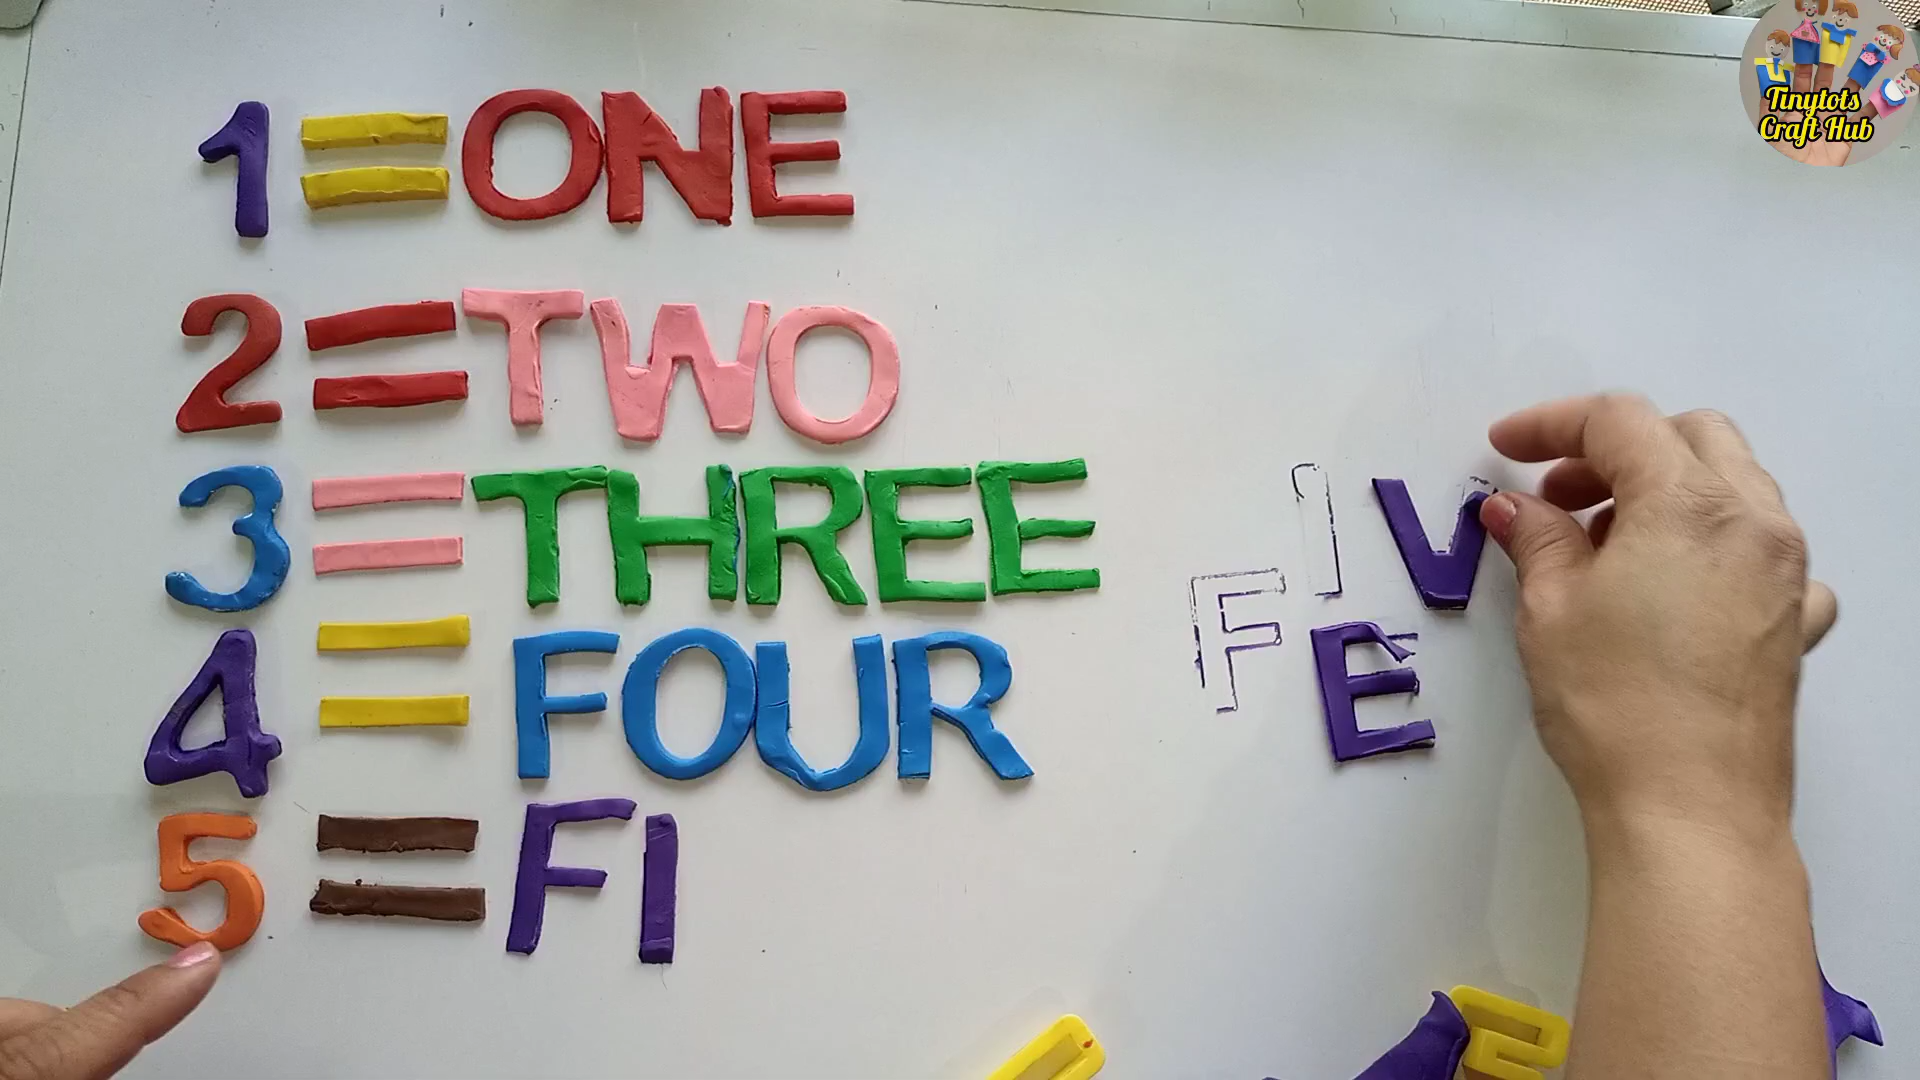 1 = ONE
2 = TWO
3 = THREE
4 = FOUR
5 = FI
V
E
Tinytots
Craft Hub